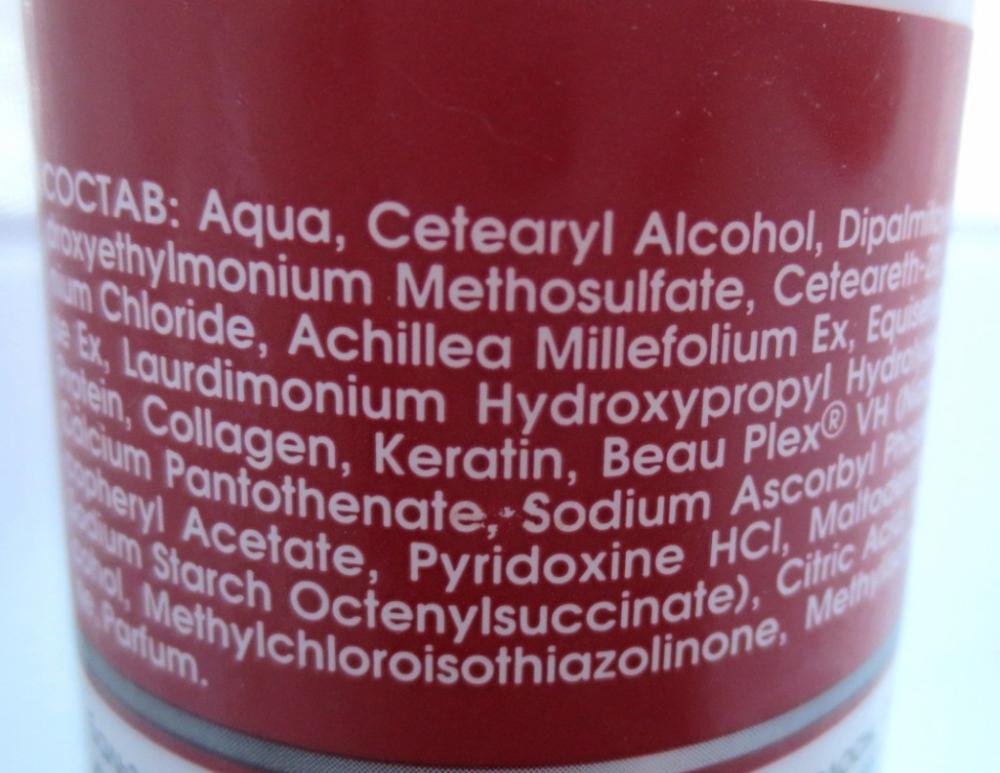 СОСТАВ: Aqua, Cetearyl Alcohol,
Methosulfate, Ceteareth-
Chloride, Achillea Millefolium Ex,
Ex, Laurdimonium Hydroxypropyl
Collagen, Keratin, Beau Plex® VH
Calcium Pantothenate, Sodium Ascorbyl
Acetate, Pyridoxine HCl,
Starch Octenylsuccinate), Citric
Methylchloroisothiazolinone,
Parfum.